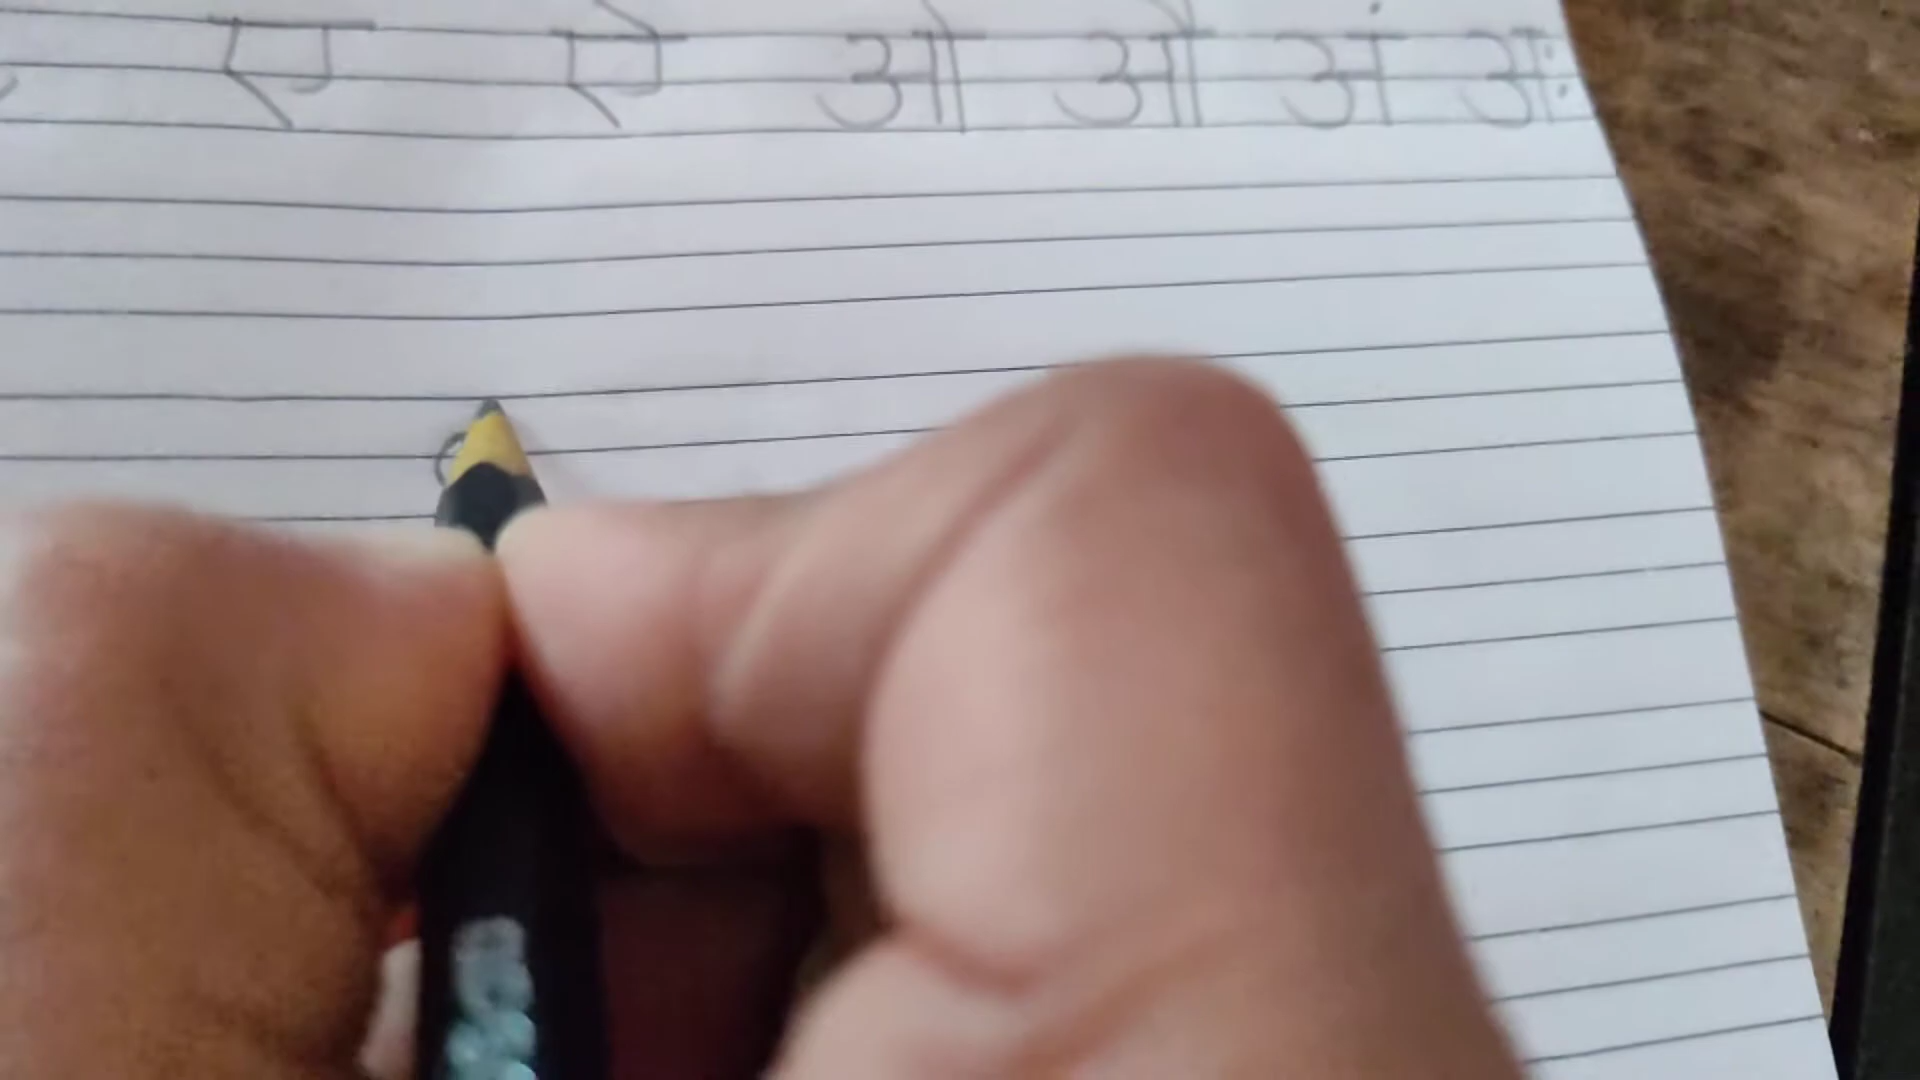 ए ऐ ओ औ अं अः